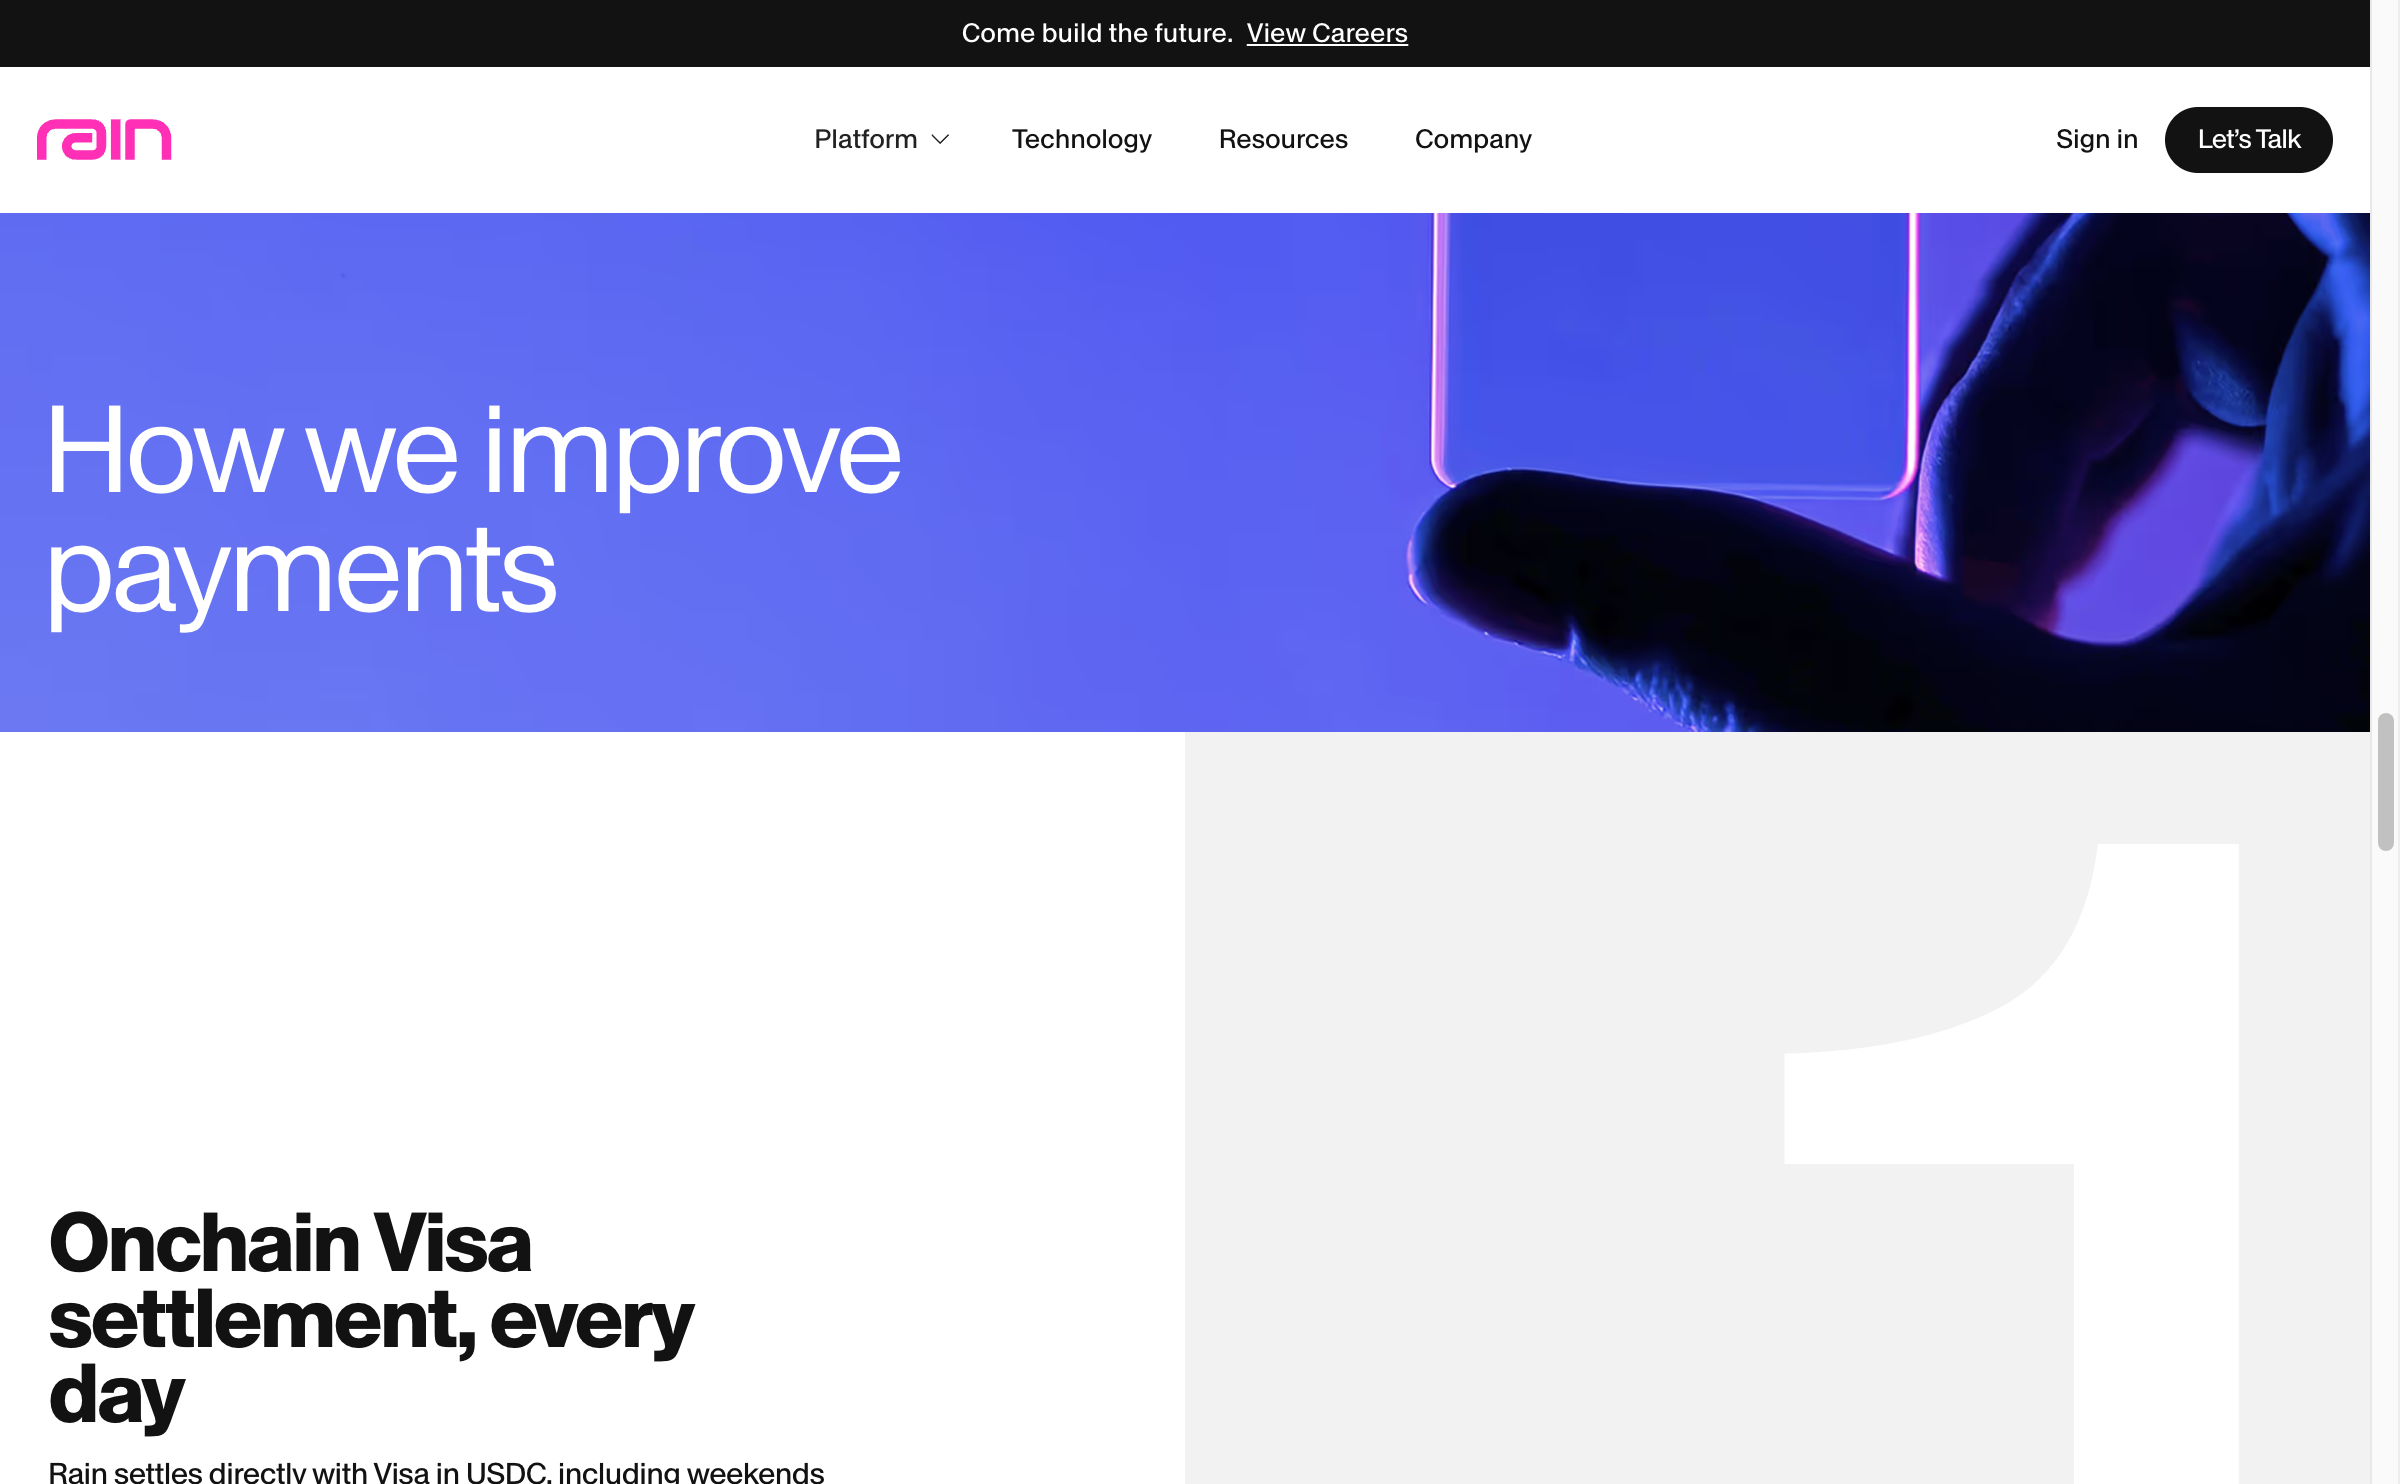 Come build the future. View Careers
rain
Platform
Technology
Resources
Company
Sign in
Let's Talk
How we improve
payments
1
Onchain Visa
settlement, every
day
Rain settles directly with Visa in USDC, including weekends